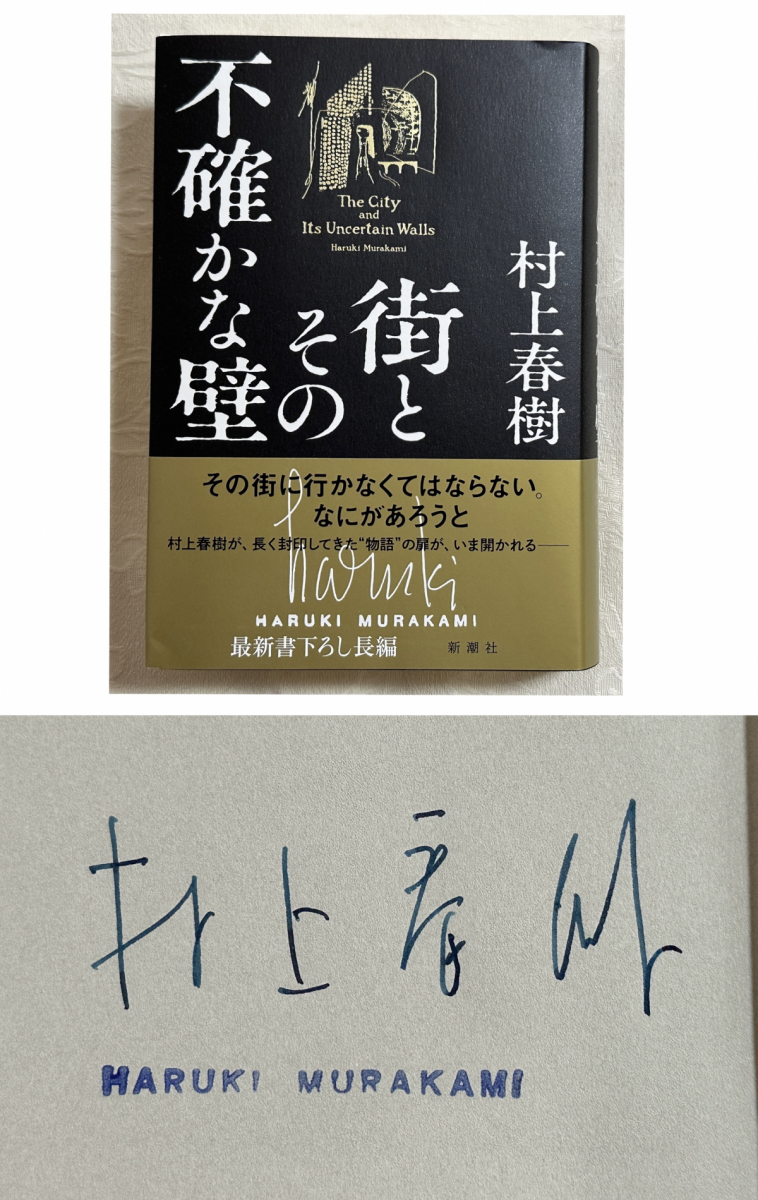 街と
その
不確かな壁
The City
and
Its Uncertain Walls
Haruki Murakami
村上春樹
その街に行かなくてはならない。
なにがあろうと
村上春樹が、長く封印してきた“物語”の扉が、いま開かれる──
haruki
HARUKI MURAKAMI
最新書下ろし長編
新潮社
村上春樹
HARUKI MURAKAMI